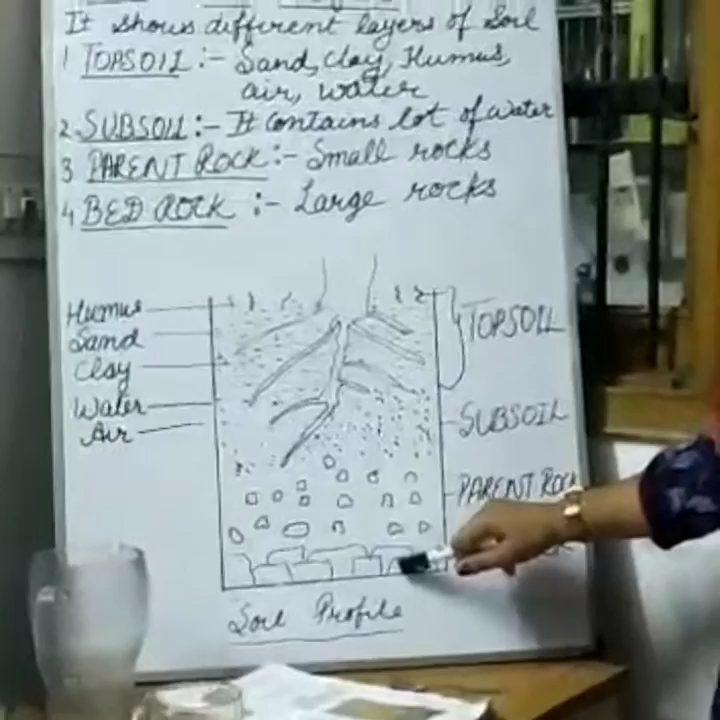 It shows different layers of Soil
1 TOPSOIL :- Sand, Clay, Humus,
air, water
2 SUBSOIL :- It contains lot of water
3 PARENT ROCK :- Small rocks
4 BED ROCK :- Large rocks
Humus
Sand
Clay
Water
Air
TOPSOIL
SUBSOIL
PARENT ROCK
Soil Profile